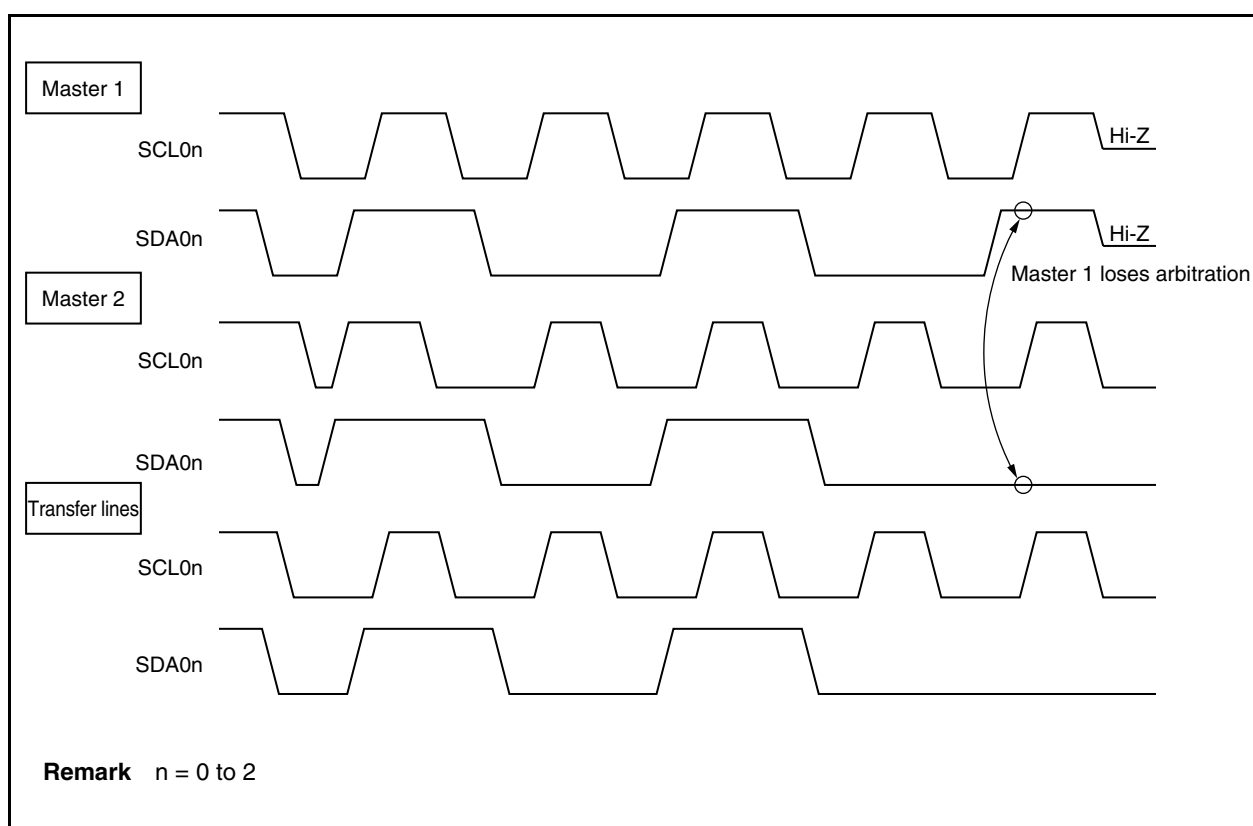 Master 1
SCL0n
Hi-Z
SDA0n
Hi-Z
Master 1 loses arbitration
Master 2
SCL0n
SDA0n
Transfer lines
SCL0n
SDA0n
Remark n = 0 to 2